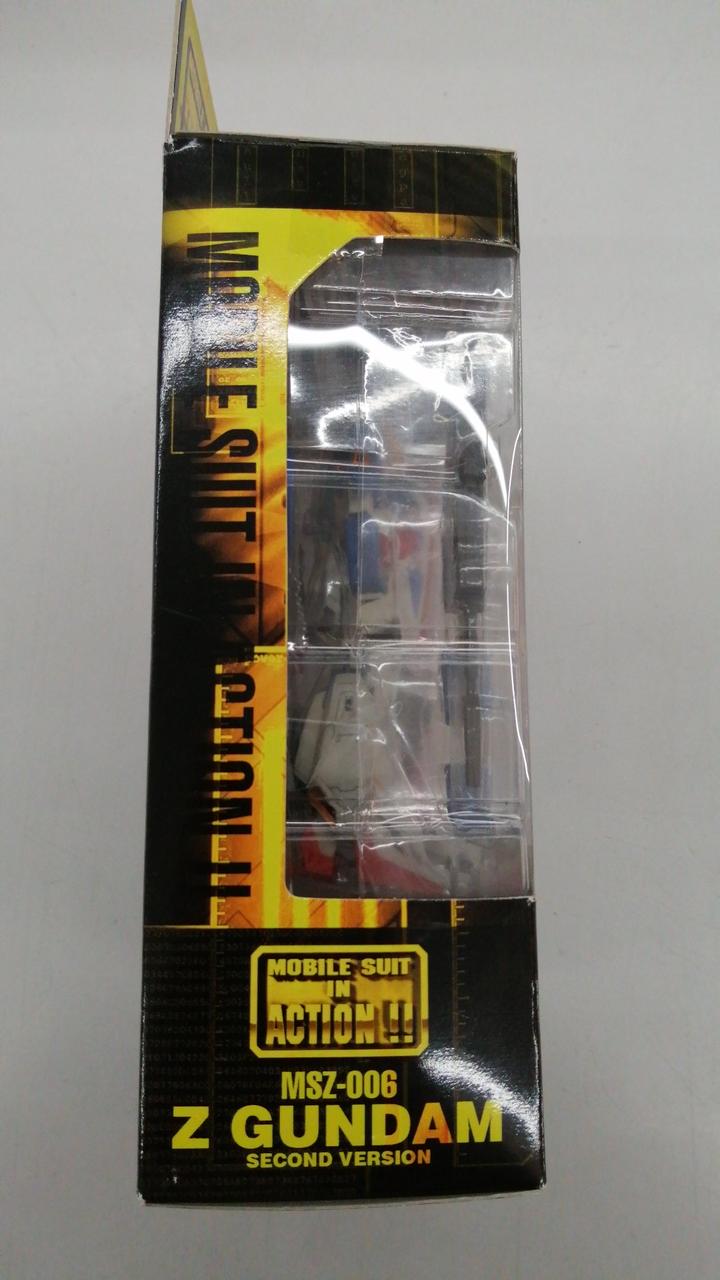 MOBILE SUIT IN ACTION !!
MOBILE SUIT
IN
ACTION !!
MSZ-006
Z GUNDAM
SECOND VERSION